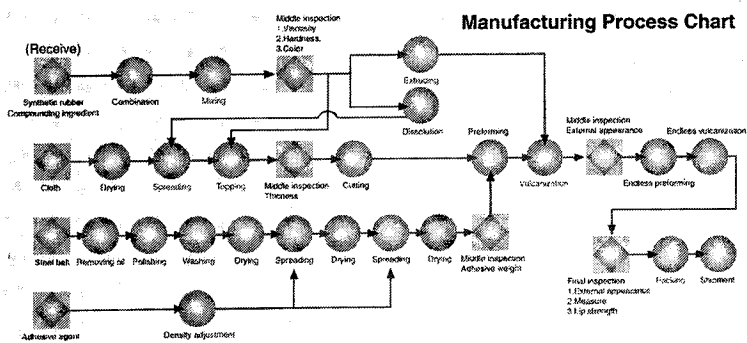 Manufacturing Process Chart
(Receive)
Middle inspection
1.Viscosity
2.Hardness.
3.Color
Synthetic rubber
Compounding ingredient
Combination
Mixing
Extruding
Dissolution
Preforming
Middle inspection
External appearance
Endless vulcanization
Cloth
Drying
Spreading
Topping
Middle inspection
Thickness
Cutting
Vulcanization
Endless preforming
Steel belt
Removing oil
Polishing
Washing
Drying
Spreading
Drying
Spreading
Drying
Middle inspection
Adhesive weight
Final inspection
1.External appearance
2.Measure
3.Lip strength
Packing
Shipment
Adhesive agent
Density adjustment